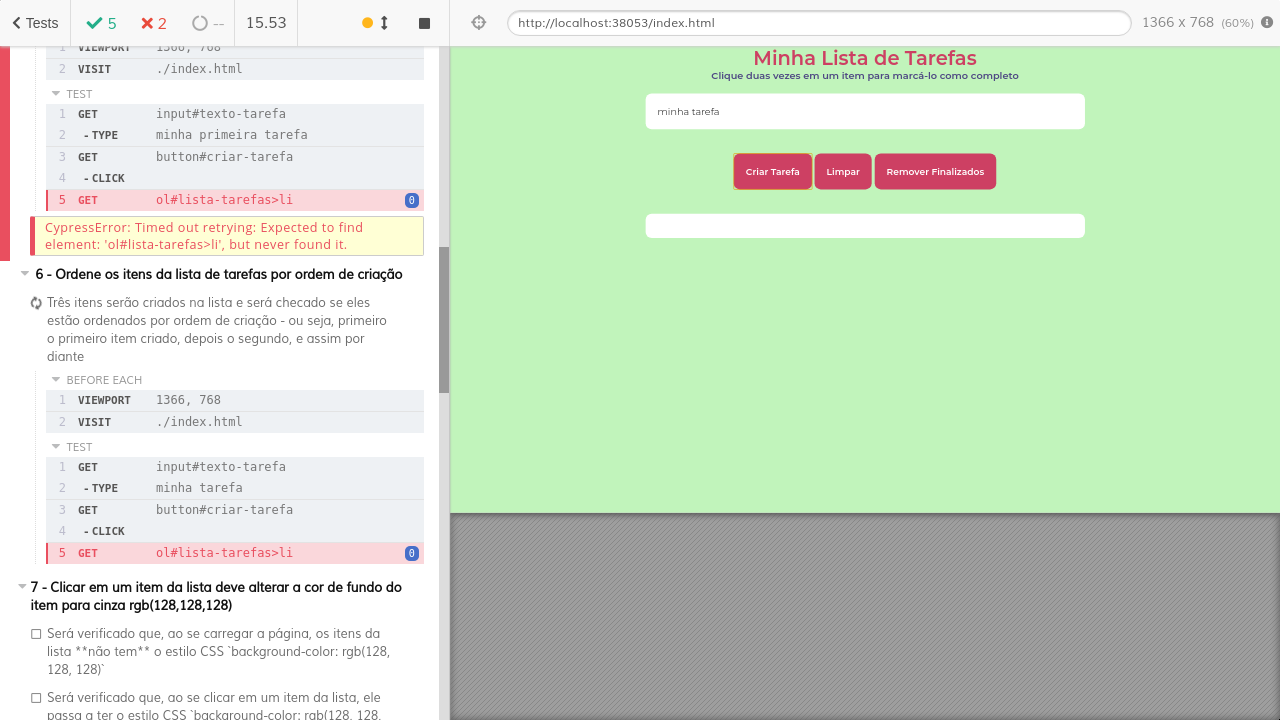 Tests
5
2
--
15.53
http://localhost:38053/index.html
1366 x 768 (60%)
1 VIEWPORT 1366, 768
2 VISIT ./index.html
TEST
1 GET input#texto-tarefa
2 -TYPE minha primeira tarefa
3 GET button#criar-tarefa
4 -CLICK
5 GET ol#lista-tarefas>li 0
CypressError: Timed out retrying: Expected to find
element: 'ol#lista-tarefas>li', but never found it.
6 - Ordene os itens da lista de tarefas por ordem de criação
Três itens serão criados na lista e será checado se eles
estão ordenados por ordem de criação - ou seja, primeiro
o primeiro item criado, depois o segundo, e assim por
diante
BEFORE EACH
1 VIEWPORT 1366, 768
2 VISIT ./index.html
TEST
1 GET input#texto-tarefa
2 -TYPE minha tarefa
3 GET button#criar-tarefa
4 -CLICK
5 GET ol#lista-tarefas>li 0
7 - Clicar em um item da lista deve alterar a cor de fundo do
item para cinza rgb(128,128,128)
Será verificado que, ao se carregar a página, os itens da
lista **não tem** o estilo CSS `background-color: rgb(128,
128, 128)`
Será verificado que, ao se clicar em um item da lista, ele
passa a ter o estilo CSS `background-color: rgb(128, 128,
Minha Lista de Tarefas
Clique duas vezes em um item para marcá-lo como completo
minha tarefa
Criar Tarefa
Limpar
Remover Finalizados